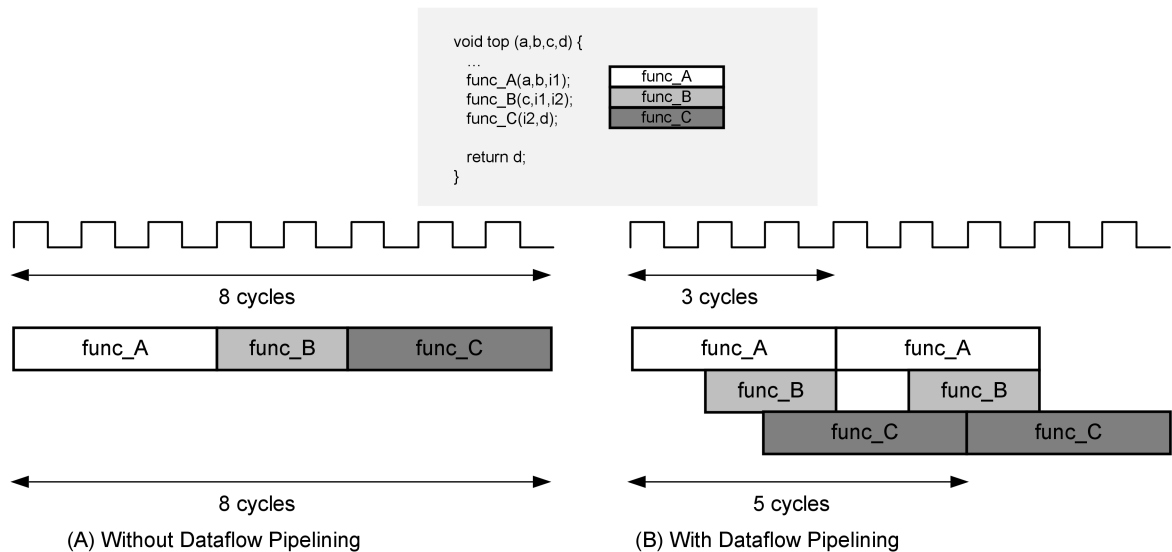 void top (a,b,c,d) {
...
func_A(a,b,i1);
func_B(c,i1,i2);
func_C(i2,d);
func_A
func_B
func_C
return d;
}
8 cycles
3 cycles
func_A func_B func_C
func_A func_A
func_B func_B
func_C func_C
8 cycles
5 cycles
(A) Without Dataflow Pipelining
(B) With Dataflow Pipelining